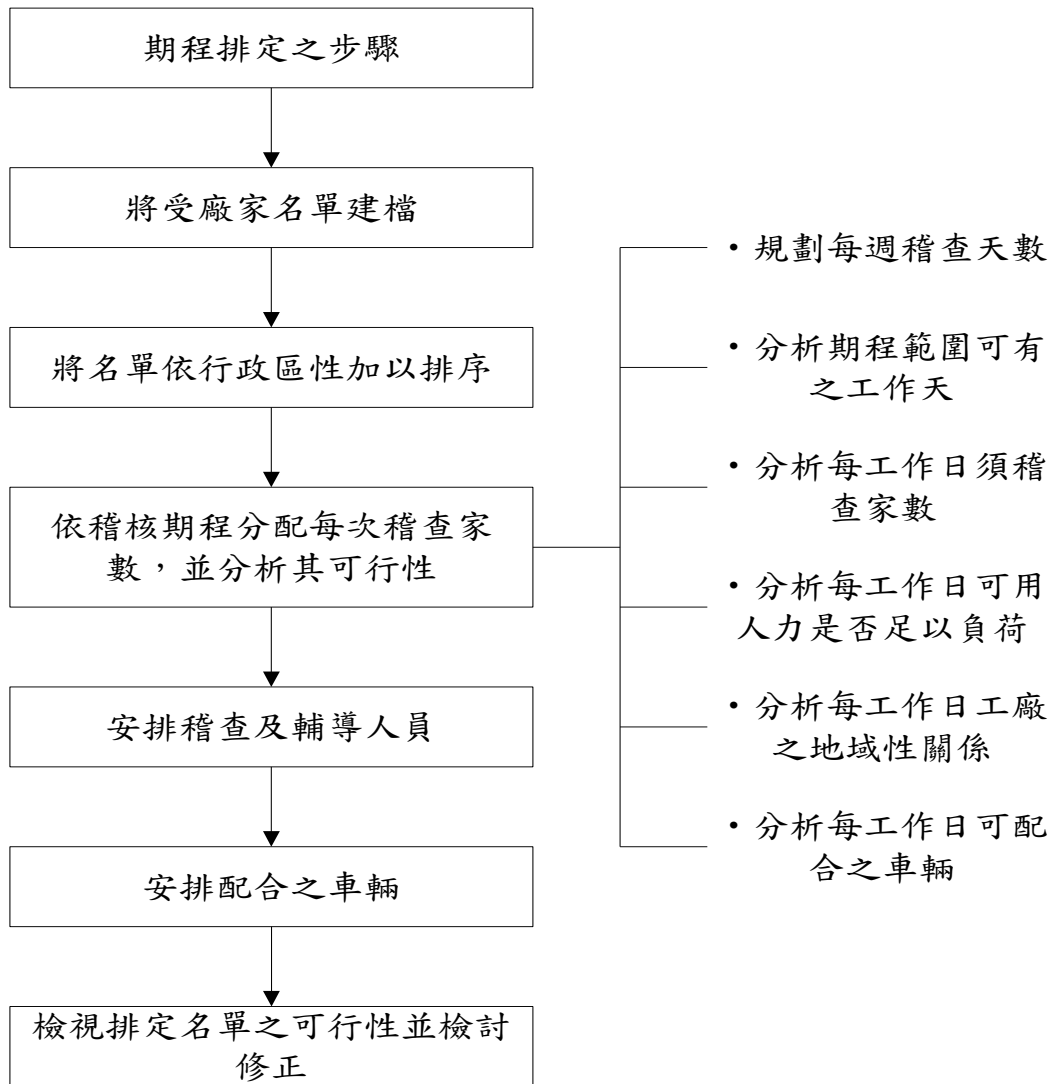 期程排定之步驟
將受廠家名單建檔
將名單依行政區性加以排序
依稽核期程分配每次稽查家
數，並分析其可行性
安排稽查及輔導人員
安排配合之車輛
檢視排定名單之可行性並檢討
修正
・規劃每週稽查天數
・分析期程範圍可有
之工作天
・分析每工作日須稽
查家數
・分析每工作日可用
人力是否足以負荷
・分析每工作日工廠
之地域性關係
・分析每工作日可配
合之車輛